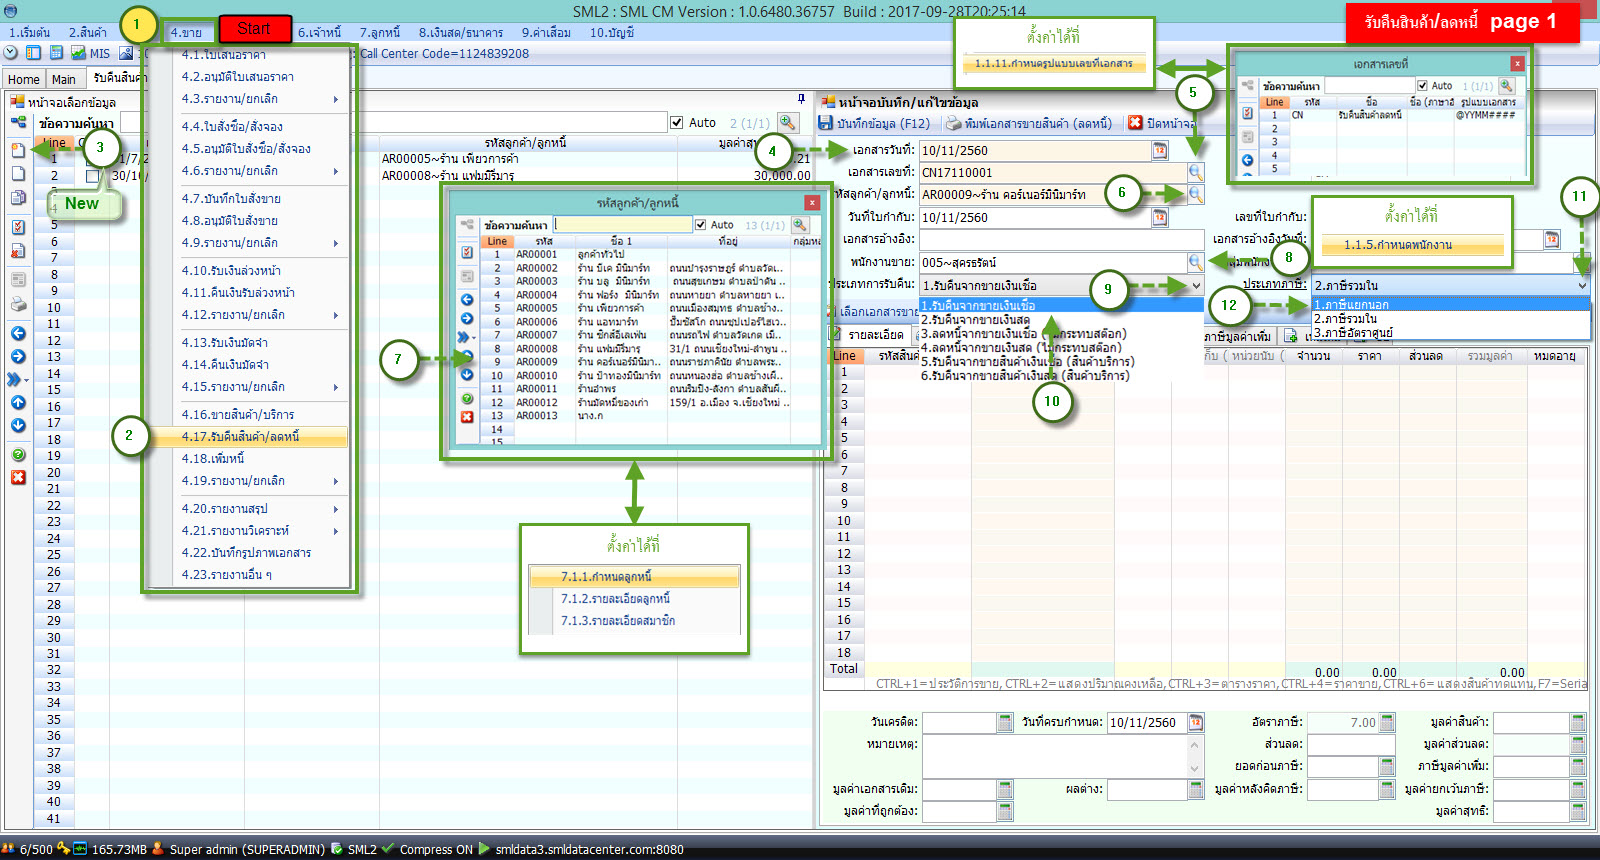 SML2 : SML CM Version : 1.0.6480.36757 Build : 2017-09-28T20:25:14
1.เริ่มต้น 2.สินค้า 1 4.ขาย Start 6.เจ้าหนี้ 7.ลูกหนี้ 8.เงินสด/ธนาคาร 9.ค่าเสื่อม 10.บัญชี
รับคืนสินค้า/ลดหนี้ page 1
MIS Call Center Code=1124839208
Home Main รับคืนสินค้า
หน้าจอเลือกข้อมูล
ข้อความค้นหา Auto 2 (1/1)
Line รหัสลูกค้า/ลูกหนี้
1 AR00005~ร้าน เพียวการค้า
2 AR00008~ร้าน แฟมมีรีมารู 30,000.00
3
New
5
6
7
8
9
10
11
12
13
14
15
16
17
18
19
20
21
22
23
24
25
26
27
28
29
30
31
32
33
34
35
36
37
38
39
40
41
4.1.ใบเสนอราคา
4.2.อนุมัติใบเสนอราคา
4.3.รายงาน/ยกเลิก
4.4.ใบสั่งซื้อ/สั่งจอง
4.5.อนุมัติใบสั่งซื้อ/สั่งจอง
4.6.รายงาน/ยกเลิก
4.7.บันทึกใบสั่งขาย
4.8.อนุมัติใบสั่งขาย
4.9.รายงาน/ยกเลิก
4.10.รับเงินล่วงหน้า
4.11.คืนเงินรับล่วงหน้า
4.12.รายงาน/ยกเลิก
4.13.รับเงินมัดจำ
4.14.คืนเงินมัดจำ
4.15.รายงาน/ยกเลิก
4.16.ขายสินค้า/บริการ
2 4.17.รับคืนสินค้า/ลดหนี้
4.18.เพิ่มหนี้
4.19.รายงาน/ยกเลิก
4.20.รายงานสรุป
4.21.รายงานวิเคราะห์
4.22.บันทึกรูปภาพเอกสาร
4.23.รายงานอื่น ๆ
รหัสลูกค้า/ลูกหนี้
ข้อความค้นหา Auto 13 (1/1)
Line รหัส ชื่อ 1 ที่อยู่ กลุ่มหล
1 AR00001 ลูกค้าทั่วไป
2 AR00002 ร้าน บีเค มินิมาร์ท ถนนบำรุงราษฎร์ ตำบลวัดเ..
3 AR00003 ร้าน บลู มินิมาร์ท ถนนสุขเกษม ตำบลป่าตัน ..
4 AR00004 ร้าน ฟอร์ง มินิมาร์ท ถนนหายยา ตำบลหายยา เ..
5 AR00005 ร้าน เพียวการค้า ถนนเมืองสมุทร ตำบลช้าง..
6 AR00006 ร้าน แอทมาร์ท ปั๊มซัสโก ถนนซุปเปอร์ไฮเว..
7 AR00007 ร้าน ซิกส์อีเลฟเว่น ถนนรถไฟ ตำบลวัดเกต เมื..
8 AR00008 ร้าน แฟมมีรีมารู 31/1 ถนนเชียงใหม่-ลำพูน ..
9 AR00009 ร้าน คอร์เนอร์มินิมา.. ถนนราชภาคินัย ตำบลพระ..
10 AR00010 ร้าน ป้าทองมินิมาร์ท ถนนหนองฮ่อ ตำบลช้างเผื..
11 AR00011 ร้านอำพร ถนนริมปิง-ลังกา ตำบลสันผี..
12 AR00012 ร้านมัดหมี่ของเก่า 159/1 อ.เมือง จ.เชียงใหม่ ..
13 AR00013 นาง.ก
14
15
7
ตั้งค่าได้ที่
7.1.1.กำหนดลูกหนี้
7.1.2.รายละเอียดลูกหนี้
7.1.3.รายละเอียดสมาชิก
ตั้งค่าได้ที่
1.1.11.กำหนดรูปแบบเลขที่เอกสาร
เอกสารเลขที่
ข้อความค้นหา Auto 1 (1/1)
Line รหัส ชื่อ ชื่อ (ภาษาอั รูปแบบเอกสาร
1 CN รับคืนสินค้าลดหนี้ @YYMM####
2
3
4
5
หน้าจอบันทึก/แก้ไขข้อมูล
บันทึกข้อมูล (F12) พิมพ์เอกสารขายสินค้า (ลดหนี้) ปิดหน้าจอ
5
4 เอกสารวันที่: 10/11/2560
เอกสารเลขที่: CN17110001
รหัสลูกค้า/ลูกหนี้: AR00009~ร้าน คอร์เนอร์มินิมาร์ท 6
วันที่ใบกำกับ: 10/11/2560 เลขที่ใบกำกับ:
เอกสารอ้างอิง: เอกสารอ้างอิงวันที่:
พนักงานขาย: 005~สุครธรัตน์ 8
ประเภทการรับคืน: 1.รับคืนจากขายเงินเชื่อ 9 ประเภทภาษี: 2.ภาษีรวมใน
ตั้งค่าได้ที่
1.1.5.กำหนดพนักงาน
11
12
1.ภาษีแยกนอก
2.ภาษีรวมใน
3.ภาษีอัตราศูนย์
1.รับคืนจากขายเงินเชื่อ
2.รับคืนจากขายเงินสด
3.ลดหนี้จากขายเงินเชื่อ (ไม่กระทบสต๊อก)
4.ลดหนี้จากขายเงินสด (ไม่กระทบสต๊อก)
5.รับคืนจากขายสินค้าเงินเชื่อ (สินค้าบริการ)
6.รับคืนจากขายสินค้าเงินสด (สินค้าบริการ)
10
เลือกเอกสารขาย
รายละเอียด ภาษีมูลค่าเพิ่ม
Line รหัสสินค้า หน่วยนับ จำนวน ราคา ส่วนลด รวมมูลค่า หมดอายุ
1
2
3
4
5
6
7
8
9
10
11
12
13
14
15
16
17
18
Total 0.00 0.00 0.00
CTRL+1=ประวัติการขาย,CTRL+2=แสดงปริมาณคงเหลือ,CTRL+3=ตารางราคา,CTRL+4=ราคาขาย,CTRL+6=แสดงสินค้าทดแทน,F7=Seria
วันเครดิต: วันที่ครบกำหนด: 10/11/2560 อัตราภาษี: 7.00 มูลค่าสินค้า:
หมายเหตุ: ส่วนลด: มูลค่าส่วนลด:
ยอดก่อนภาษี: ภาษีมูลค่าเพิ่ม:
มูลค่าเอกสารเดิม: ผลต่าง: มูลค่าหลังคิดภาษี: มูลค่ายกเว้นภาษี:
มูลค่าที่ถูกต้อง: มูลค่าสุทธิ:
6/500 165.73MB Super admin (SUPERADMIN) SML2 Compress ON smldata3.smldatacenter.com:8080